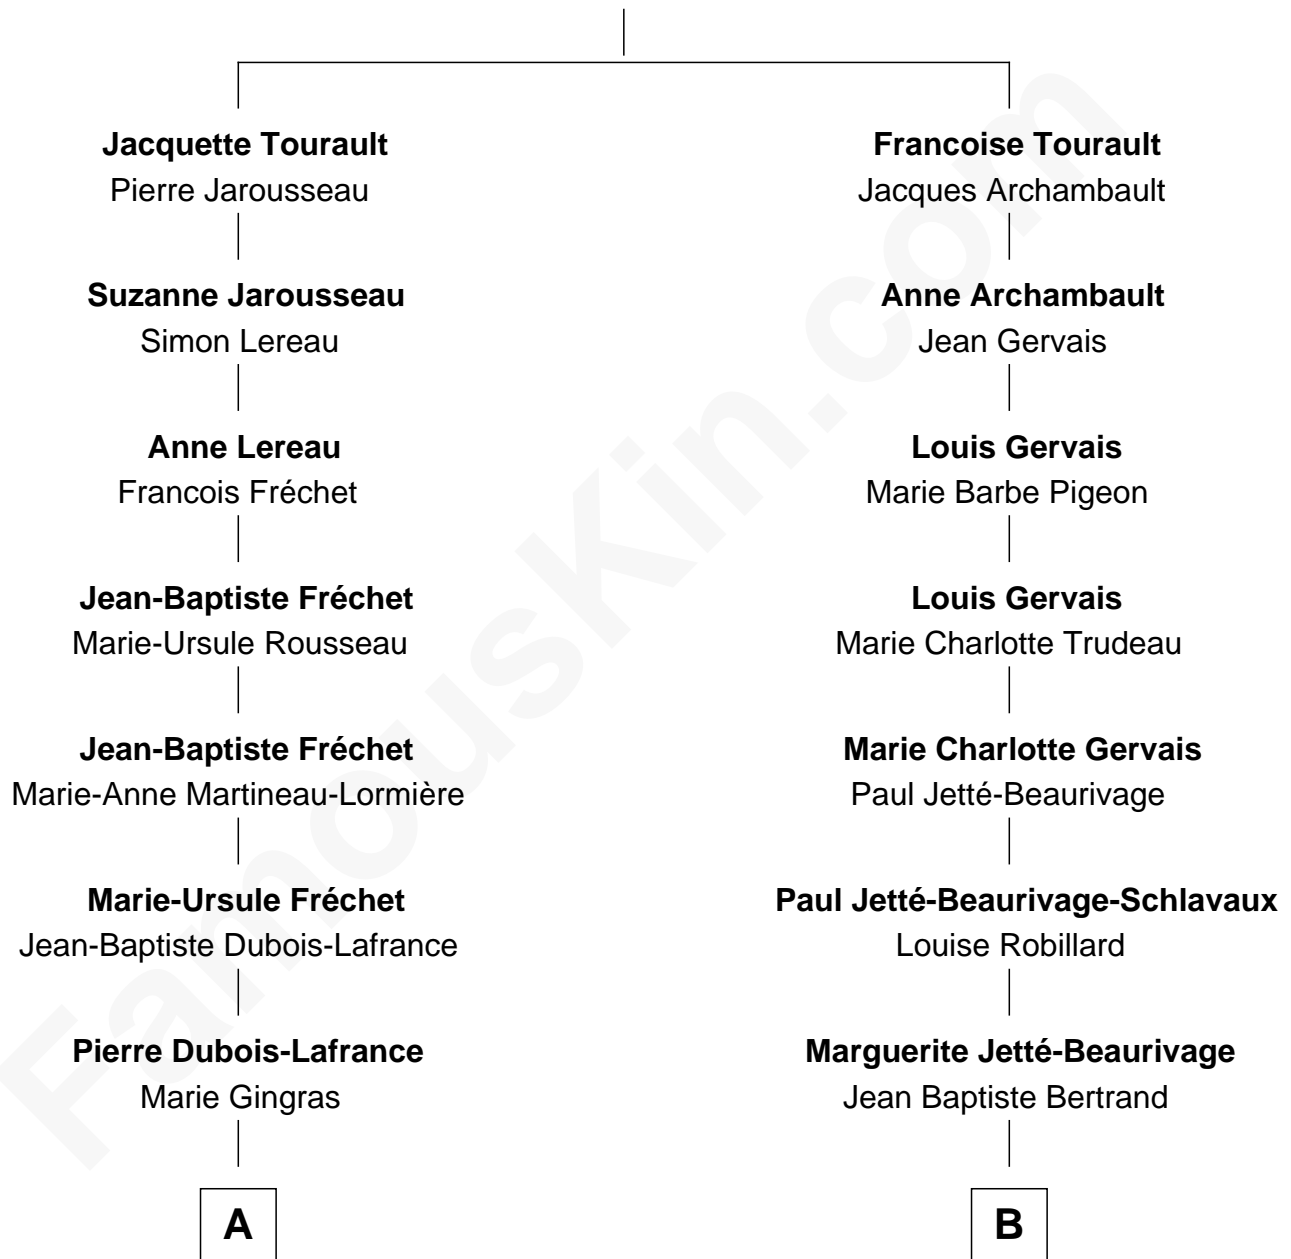 Jacquette Tourault
Pierre Jarousseau
Suzanne Jarousseau
Simon Lereau
Anne Lereau
Francois Fréchet
Jean-Baptiste Fréchet
Marie-Ursule Rousseau
Jean-Baptiste Fréchet
Marie-Anne Martineau-Lormière
Marie-Ursule Fréchet
Jean-Baptiste Dubois-Lafrance
Pierre Dubois-Lafrance
Marie Gingras
A
Francoise Tourault
Jacques Archambault
Anne Archambault
Jean Gervais
Louis Gervais
Marie Barbe Pigeon
Louis Gervais
Marie Charlotte Trudeau
Marie Charlotte Gervais
Paul Jetté-Beaurivage
Paul Jetté-Beaurivage-Schlavaux
Louise Robillard
Marguerite Jetté-Beaurivage
Jean Baptiste Bertrand
B
FamousKin.com